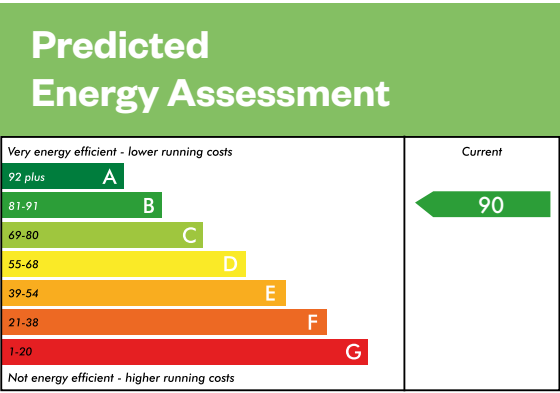 Predicted
Energy Assessment
Very energy efficient - lower running costs
Current
92 plus A
81-91 B
90
69-80 C
55-68 D
39-54 E
21-38 F
1-20 G
Not energy efficient - higher running costs